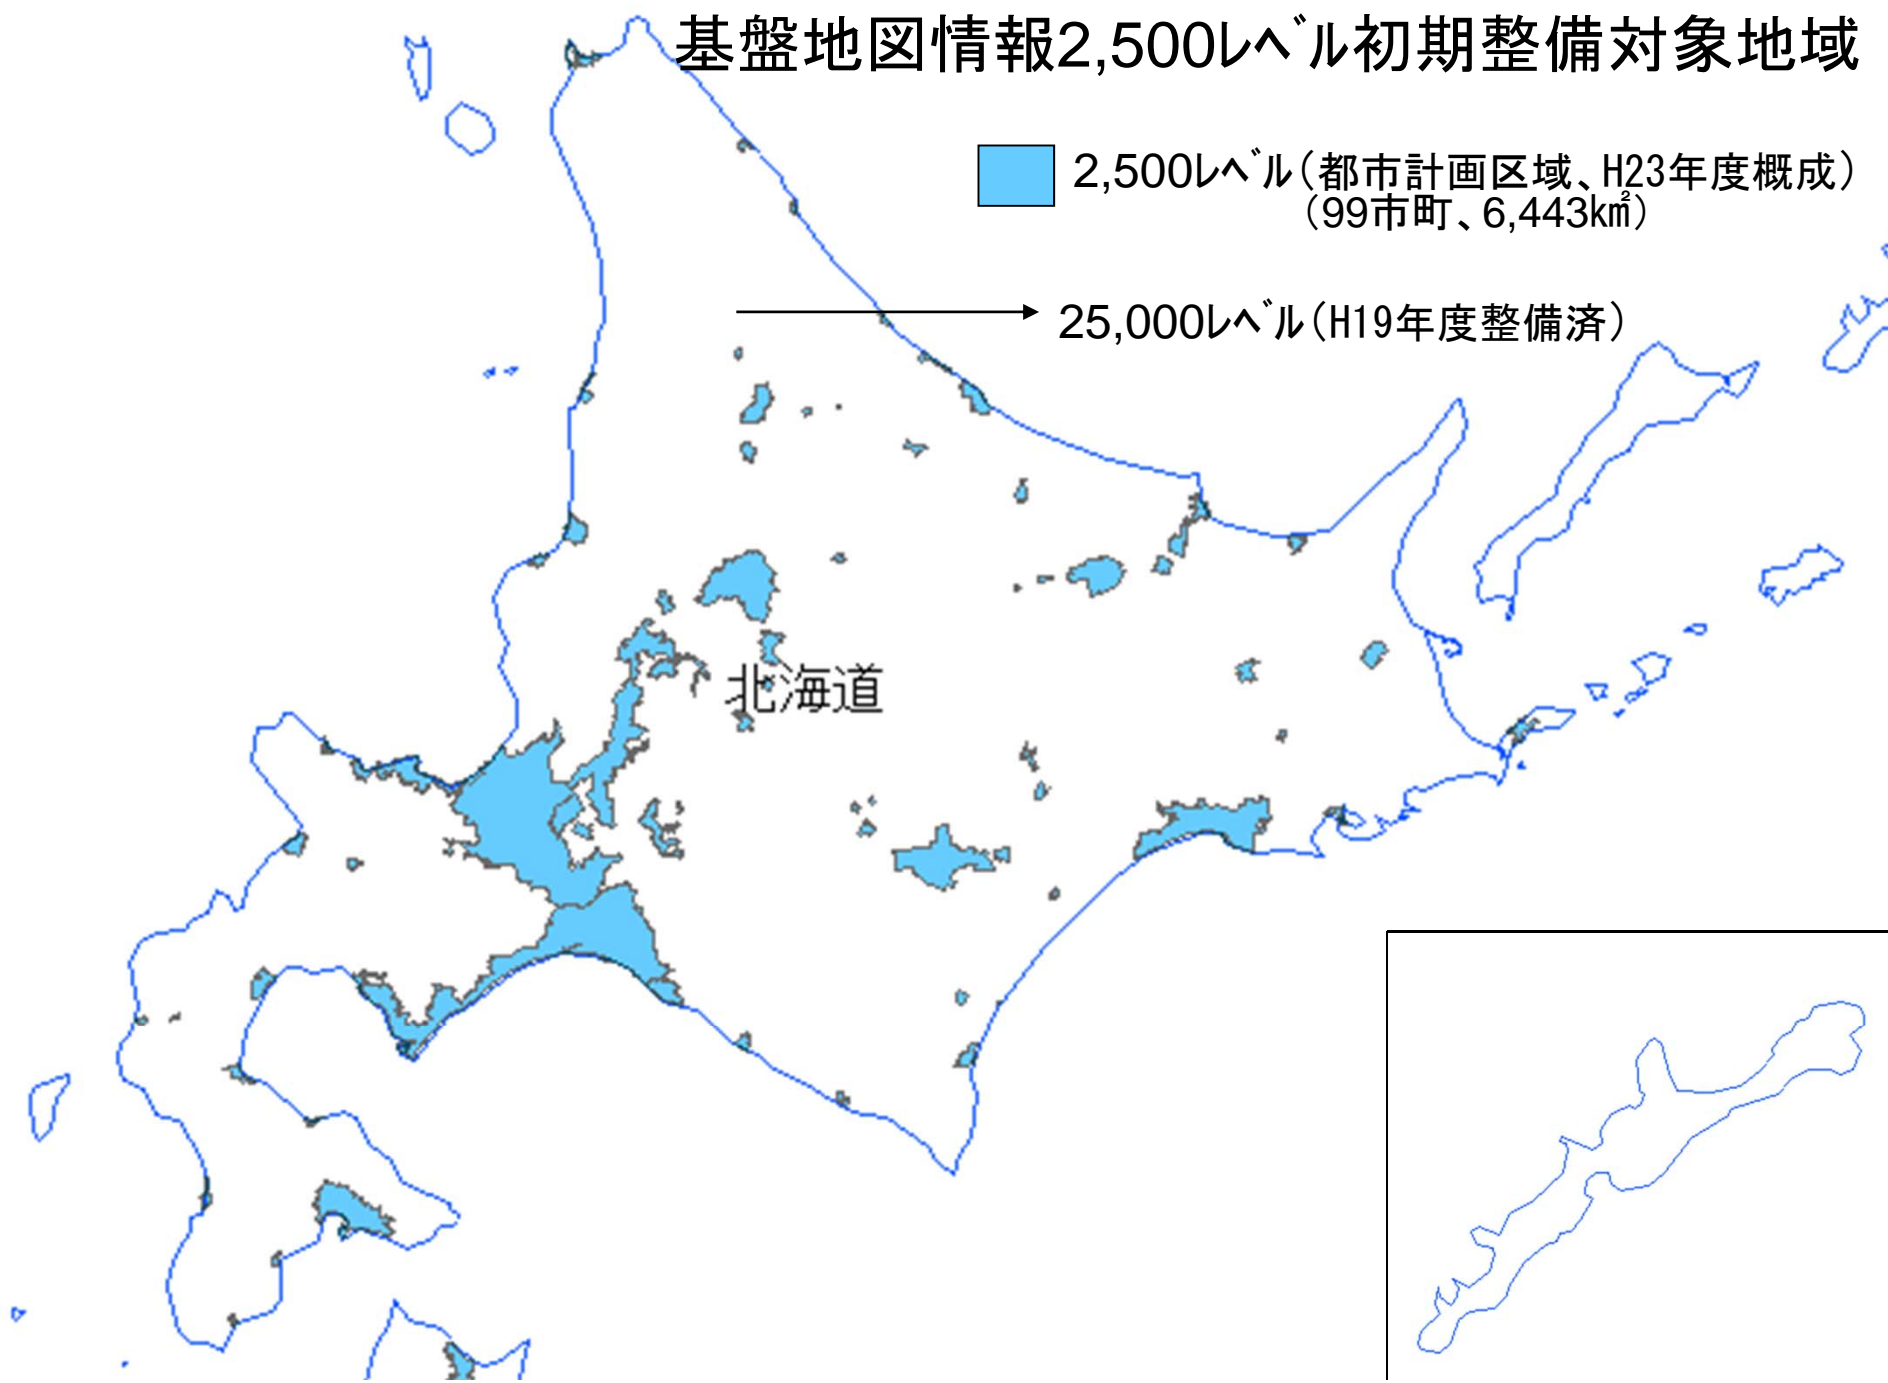 基盤地図情報2,500ﾚﾍﾞﾙ初期整備対象地域
2,500ﾚﾍﾞﾙ（都市計画区域、H23年度概成）
（99市町、6,443k㎡）
25,000ﾚﾍﾞﾙ（H19年度整備済）
北海道